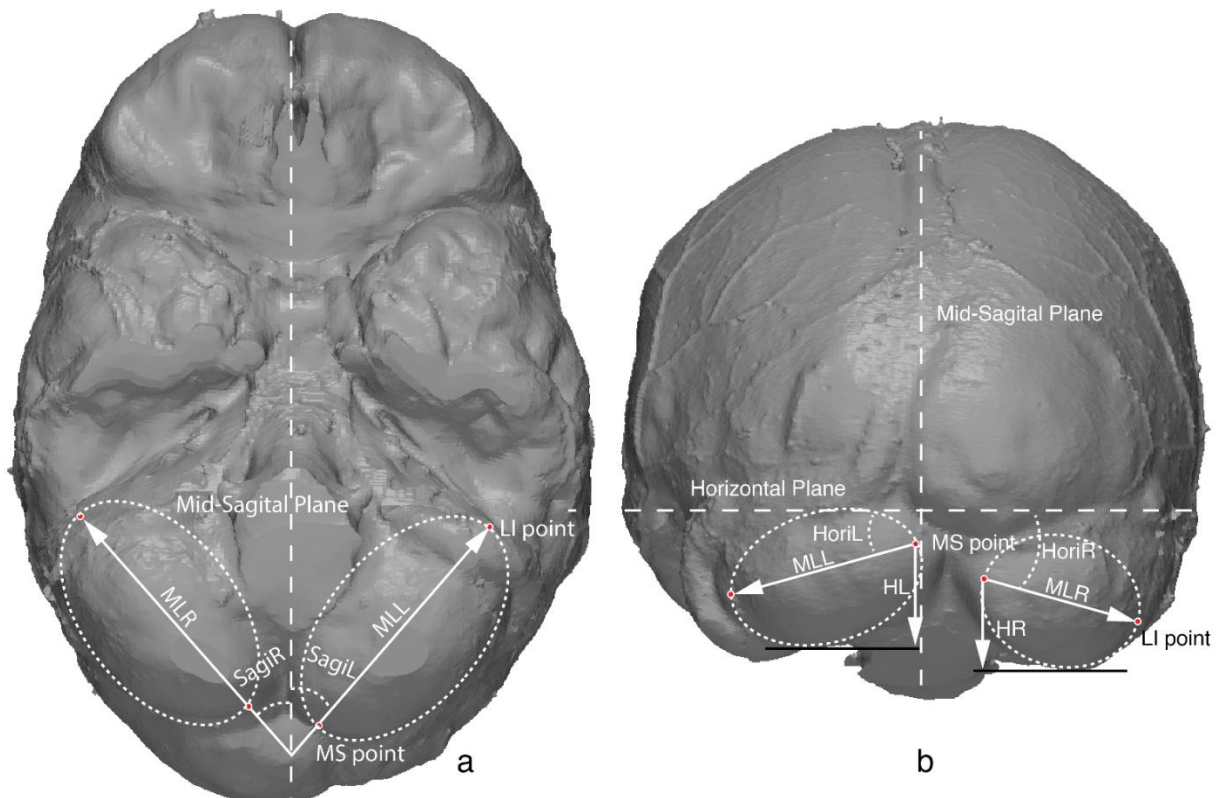 Mid-Sagital Plane
LI point
MLR
MLL
SagiR
SagiL
MS point
a
Mid-Sagital Plane
Horizontal Plane
HoriL
MS point
HoriR
MLL
HL
MLR
HR
LI point
b